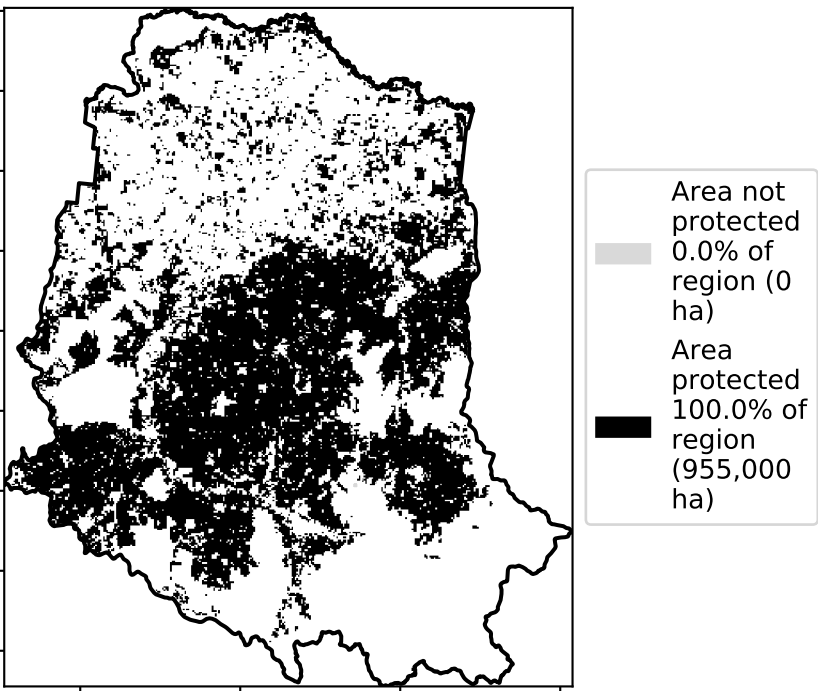 Area not
protected
0.0% of
region (0
ha)
Area
protected
100.0% of
region
(955,000
ha)